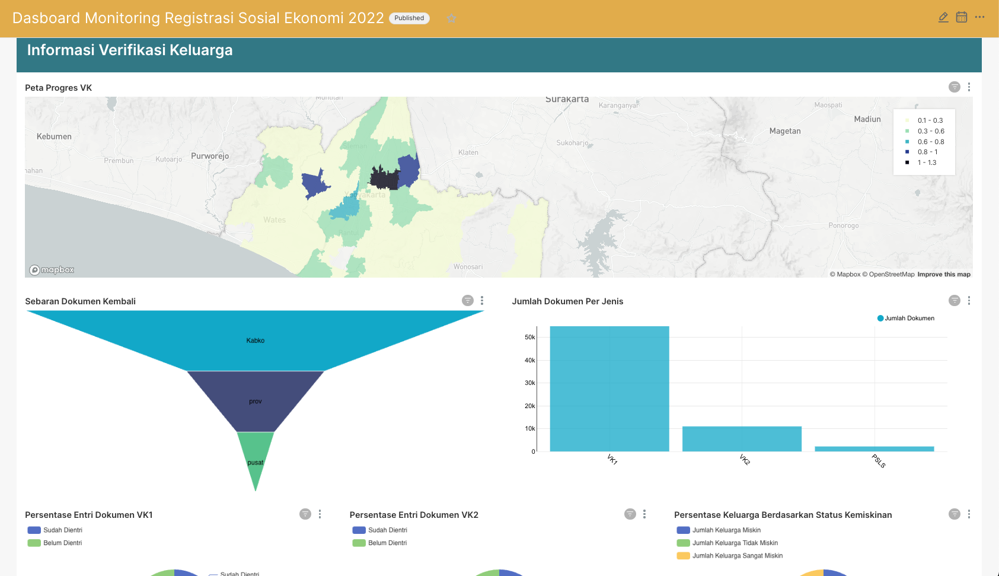 Dasboard Monitoring Registrasi Sosial Ekonomi 2022 Published
Informasi Verifikasi Keluarga
Peta Progres VK
Muntilan
Surakarta
Karanganyar
Maospati
Madiun
Magetan
Kebumen
Prembun
Kutoarjo
Purworejo
Sleman
Klaten
Sukoharjo
Yogyakarta
Wates
Bantul
Wonosari
Ponorogo
0.1 - 0.3
0.3 - 0.6
0.6 - 0.8
0.8 - 1
1 - 1.3
mapbox
© Mapbox © OpenStreetMap Improve this map
Sebaran Dokumen Kembali
Kabko
prov
pusat
Jumlah Dokumen Per Jenis
Jumlah Dokumen
50k
40k
30k
20k
10k
0
VK1
VK2
PSLS
Persentase Entri Dokumen VK1
Sudah Dientri
Belum Dientri
Sudah Dientri
Persentase Entri Dokumen VK2
Sudah Dientri
Belum Dientri
Persentase Keluarga Berdasarkan Status Kemiskinan
Jumlah Keluarga Miskin
Jumlah Keluarga Tidak Miskin
Jumlah Keluarga Sangat Miskin